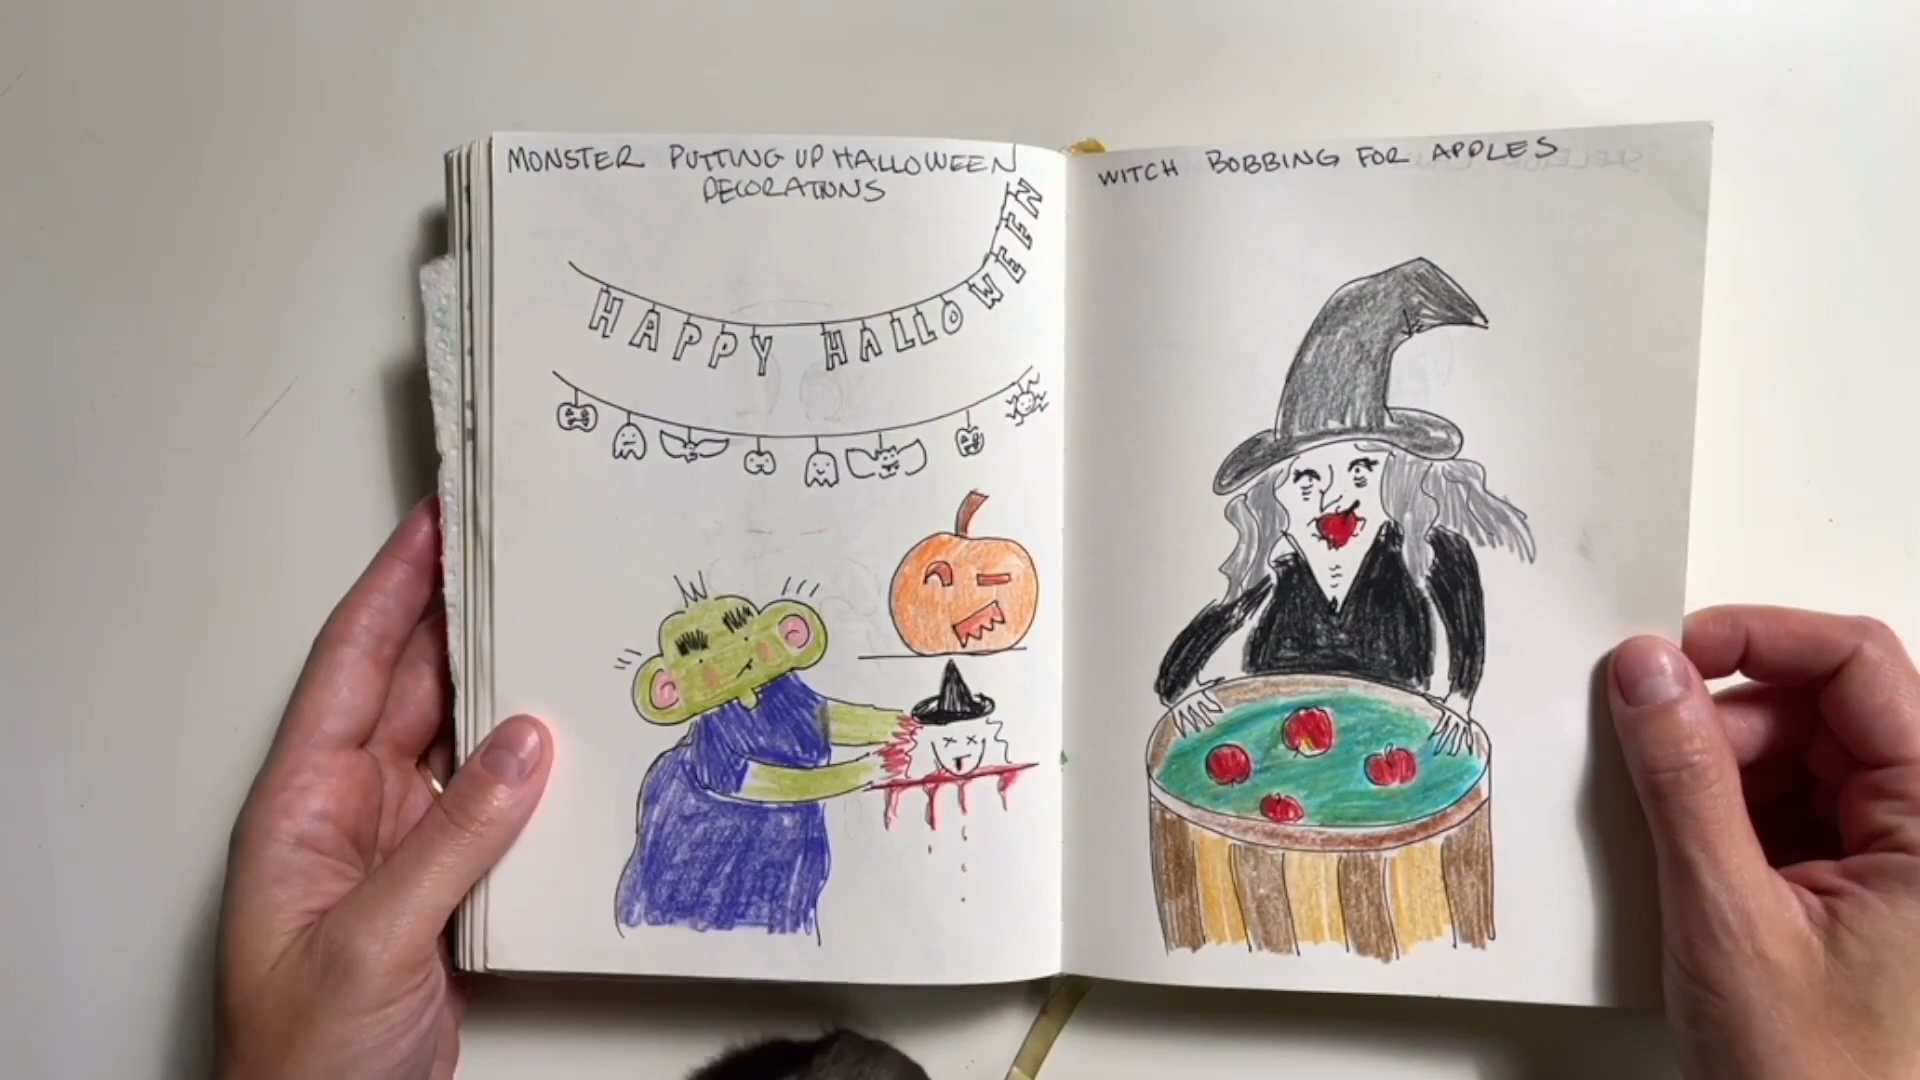 MONSTER PUTTING UP HALLOWEEN
DECORATIONS
HAPPY HALLOWEEN
WITCH BOBBING FOR APPLES